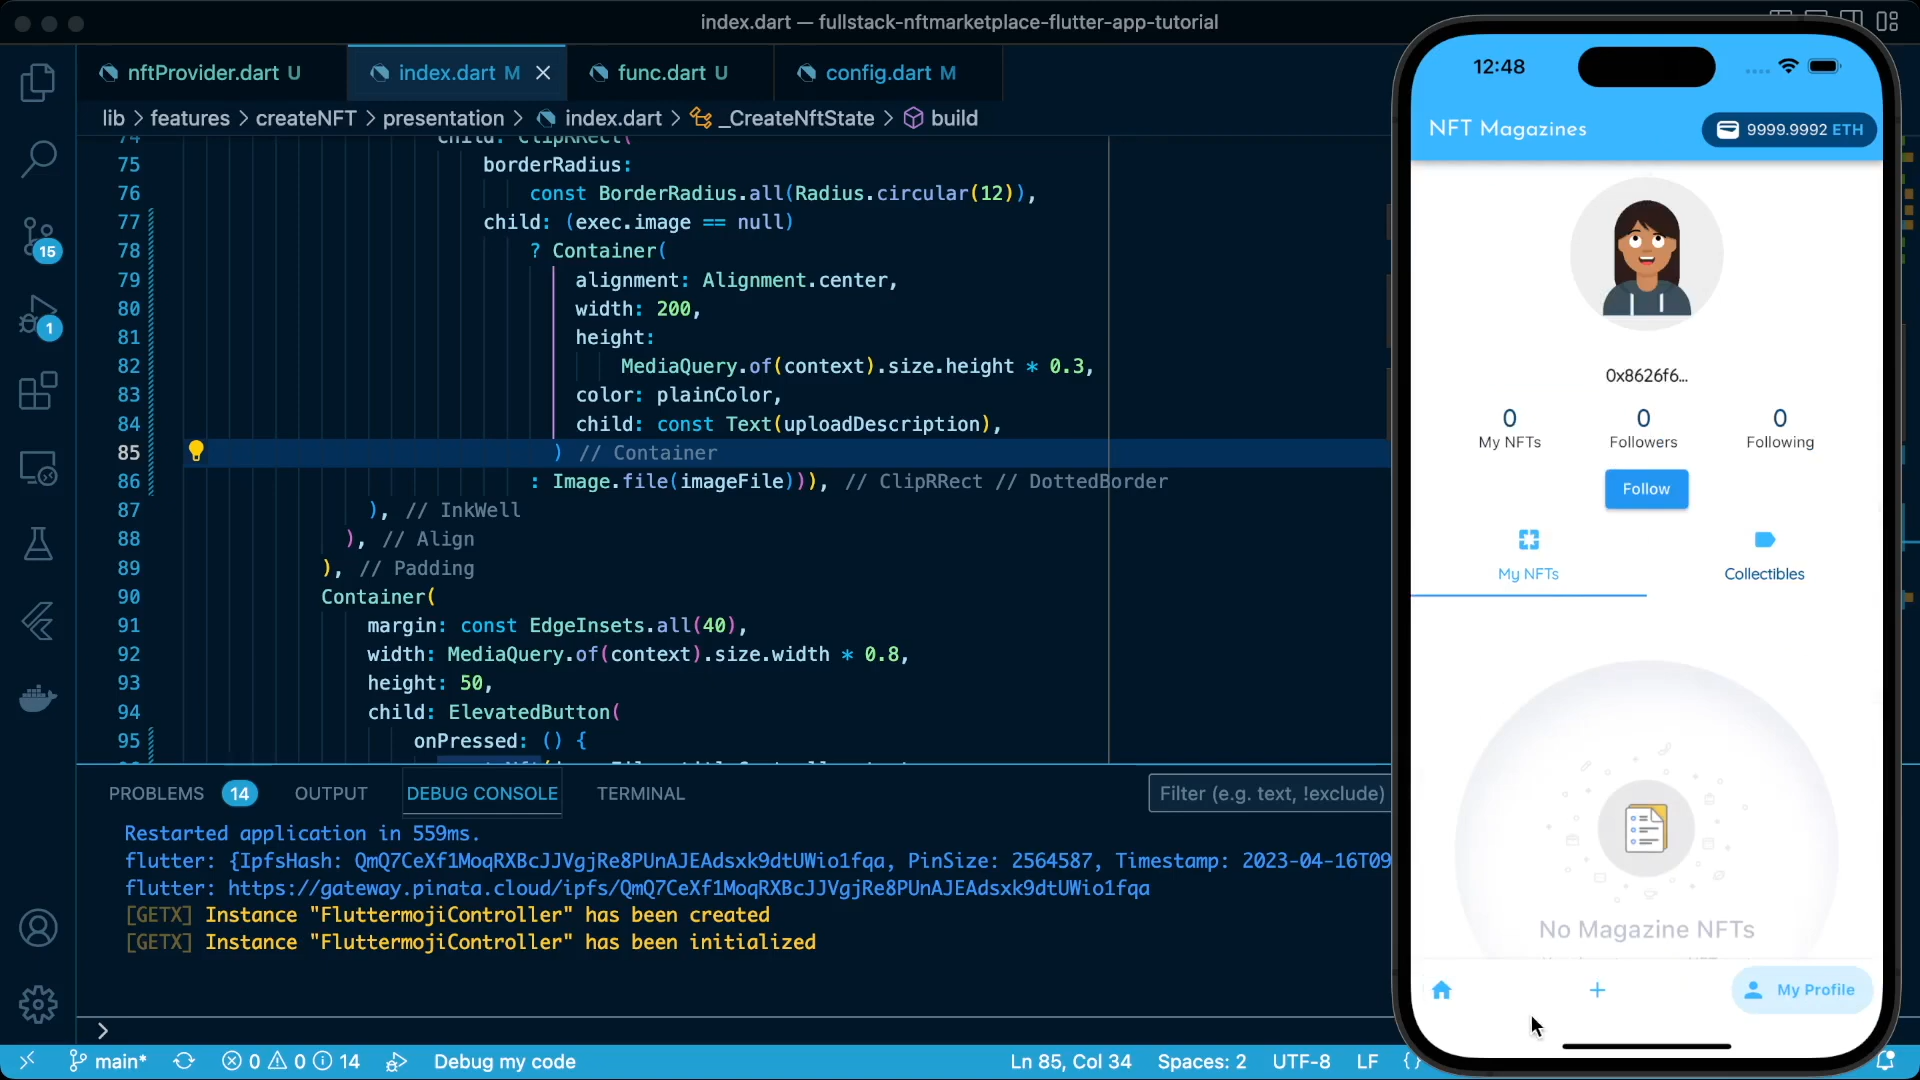 index.dart — fullstack-nftmarketplace-flutter-app-tutorial
nftProvider.dart U
index.dart M
func.dart U
config.dart M
lib > features > createNFT > presentation > index.dart > _CreateNftState > build
74 child: ClipRRect(
75 borderRadius:
76 const BorderRadius.all(Radius.circular(12)),
77 child: (exec.image == null)
78 ? Container(
79 alignment: Alignment.center,
80 width: 200,
81 height:
82 MediaQuery.of(context).size.height * 0.3,
83 color: plainColor,
84 child: const Text(uploadDescription),
85 ) // Container
86 : Image.file(imageFile))), // ClipRRect // DottedBorder
87 ), // InkWell
88 ), // Align
89 ), // Padding
90 Container(
91 margin: const EdgeInsets.all(40),
92 width: MediaQuery.of(context).size.width * 0.8,
93 height: 50,
94 child: ElevatedButton(
95 onPressed: () {
15
1
PROBLEMS 14 OUTPUT DEBUG CONSOLE TERMINAL
Filter (e.g. text, !exclude)
Restarted application in 559ms.
flutter: {IpfsHash: QmQ7CeXf1MoqRXBcJJVgjRe8PUnAJEAdsxk9dtUWio1fqa, PinSize: 2564587, Timestamp: 2023-04-16T09
flutter: https://gateway.pinata.cloud/ipfs/QmQ7CeXf1MoqRXBcJJVgjRe8PUnAJEAdsxk9dtUWio1fqa
[GETX] Instance "FluttermojiController" has been created
[GETX] Instance "FluttermojiController" has been initialized
>
main* 0 0 14 Debug my code
Ln 85, Col 34 Spaces: 2 UTF-8 LF {}
12:48
NFT Magazines
9999.9992 ETH
0x8626f6...
0 0 0
My NFTs Followers Following
Follow
My NFTs Collectibles
No Magazine NFTs
My Profile